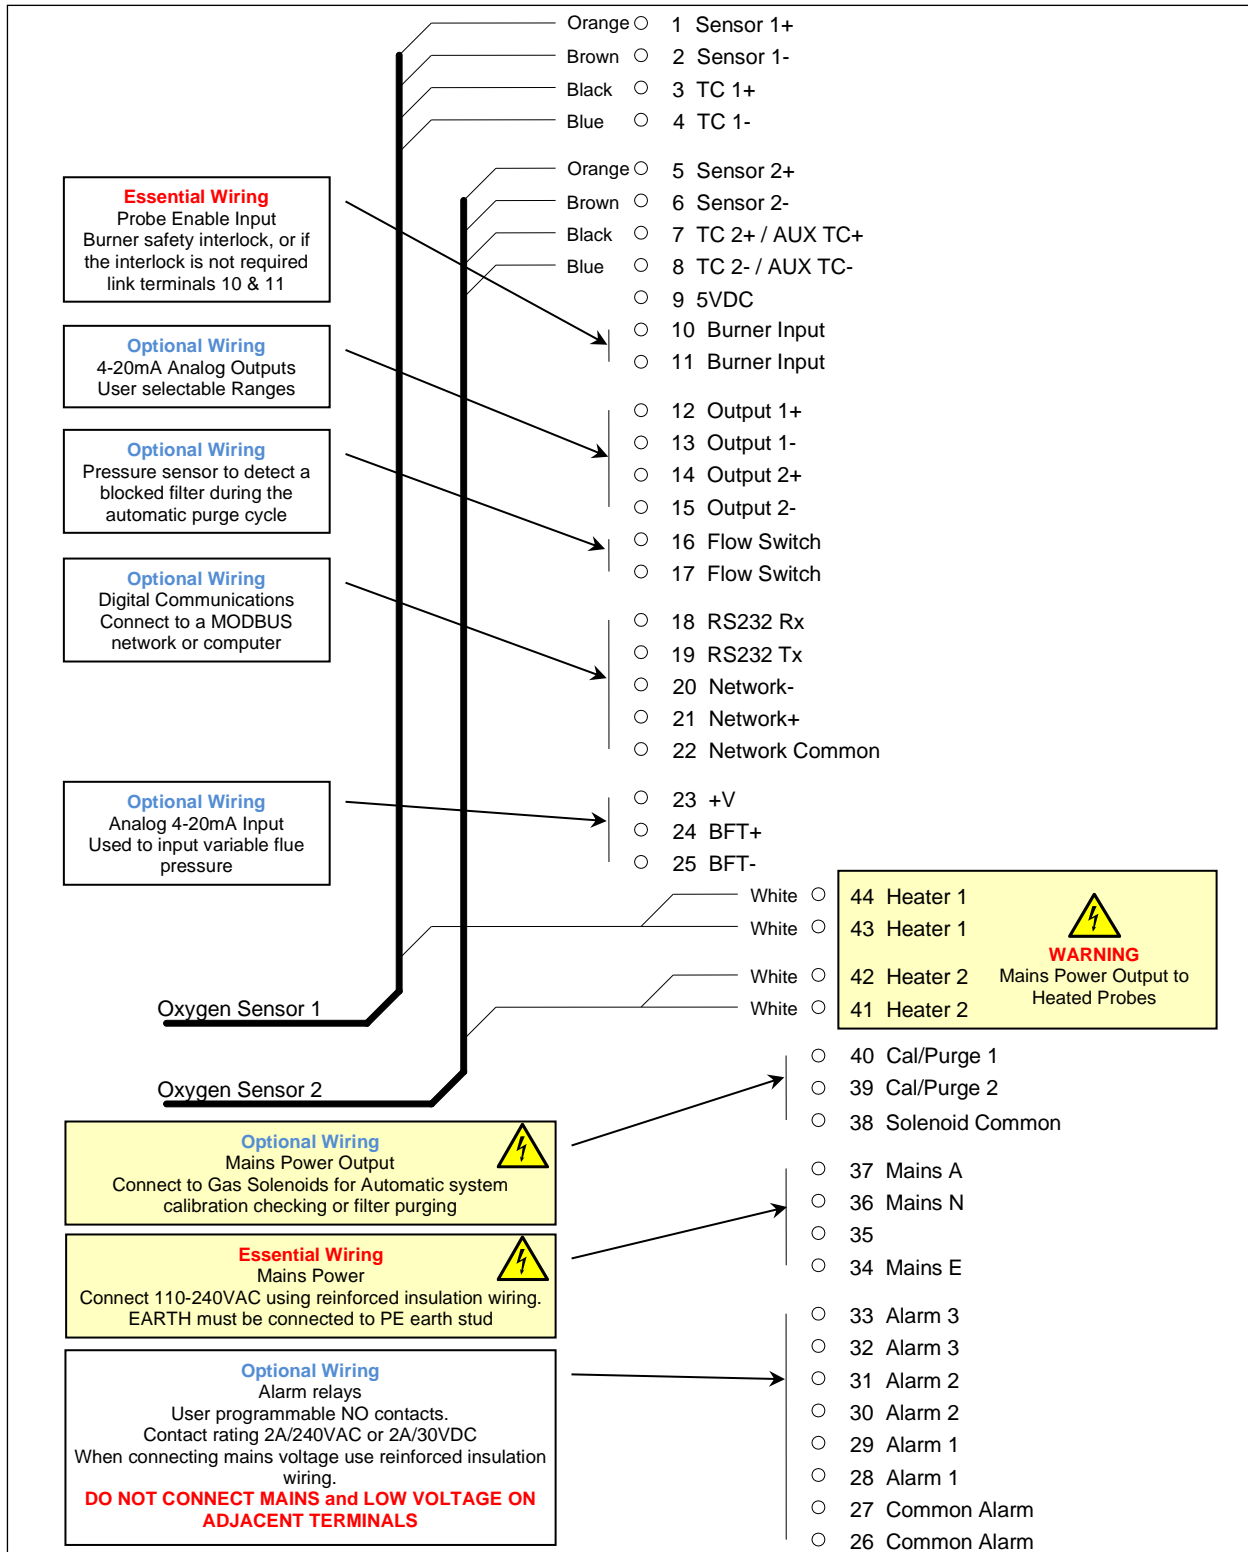 Orange 1 Sensor 1+
Brown 2 Sensor 1-
Black 3 TC 1+
Blue 4 TC 1-
Orange 5 Sensor 2+
Brown 6 Sensor 2-
Black 7 TC 2+ / AUX TC+
Blue 8 TC 2- / AUX TC-
9 5VDC
10 Burner Input
11 Burner Input
12 Output 1+
13 Output 1-
14 Output 2+
15 Output 2-
16 Flow Switch
17 Flow Switch
18 RS232 Rx
19 RS232 Tx
20 Network-
21 Network+
22 Network Common
23 +V
24 BFT+
25 BFT-
Essential Wiring
Probe Enable Input
Burner safety interlock, or if
the interlock is not required
link terminals 10 & 11
Optional Wiring
4-20mA Analog Outputs
User selectable Ranges
Optional Wiring
Pressure sensor to detect a
blocked filter during the
automatic purge cycle
Optional Wiring
Digital Communications
Connect to a MODBUS
network or computer
Optional Wiring
Analog 4-20mA Input
Used to input variable flue
pressure
White 44 Heater 1
White 43 Heater 1
White 42 Heater 2
White 41 Heater 2
WARNING
Mains Power Output to
Heated Probes
Oxygen Sensor 1
Oxygen Sensor 2
40 Cal/Purge 1
39 Cal/Purge 2
38 Solenoid Common
37 Mains A
36 Mains N
35
34 Mains E
33 Alarm 3
32 Alarm 3
31 Alarm 2
30 Alarm 2
29 Alarm 1
28 Alarm 1
27 Common Alarm
26 Common Alarm
Optional Wiring
Mains Power Output
Connect to Gas Solenoids for Automatic system
calibration checking or filter purging
Essential Wiring
Mains Power
Connect 110-240VAC using reinforced insulation wiring.
EARTH must be connected to PE earth stud
Optional Wiring
Alarm relays
User programmable NO contacts.
Contact rating 2A/240VAC or 2A/30VDC
When connecting mains voltage use reinforced insulation
wiring.
DO NOT CONNECT MAINS and LOW VOLTAGE ON
ADJACENT TERMINALS